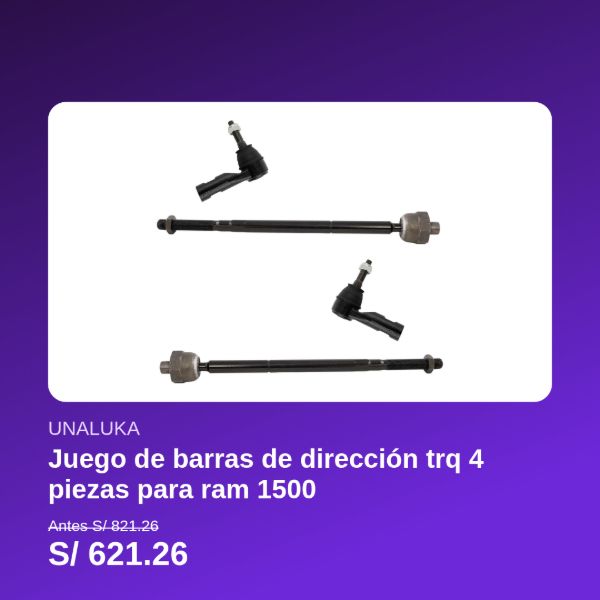 UNALUKA
Juego de barras de dirección trq 4
piezas para ram 1500
Antes S/ 821.26
S/ 621.26